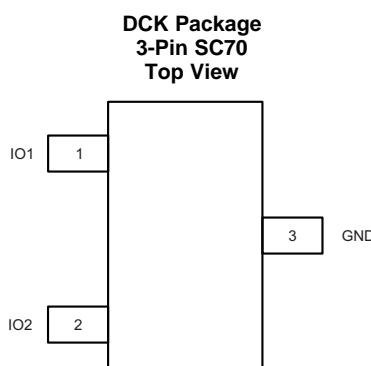 DCK Package
3-Pin SC70
Top View
IO1
1
3
GND
IO2
2